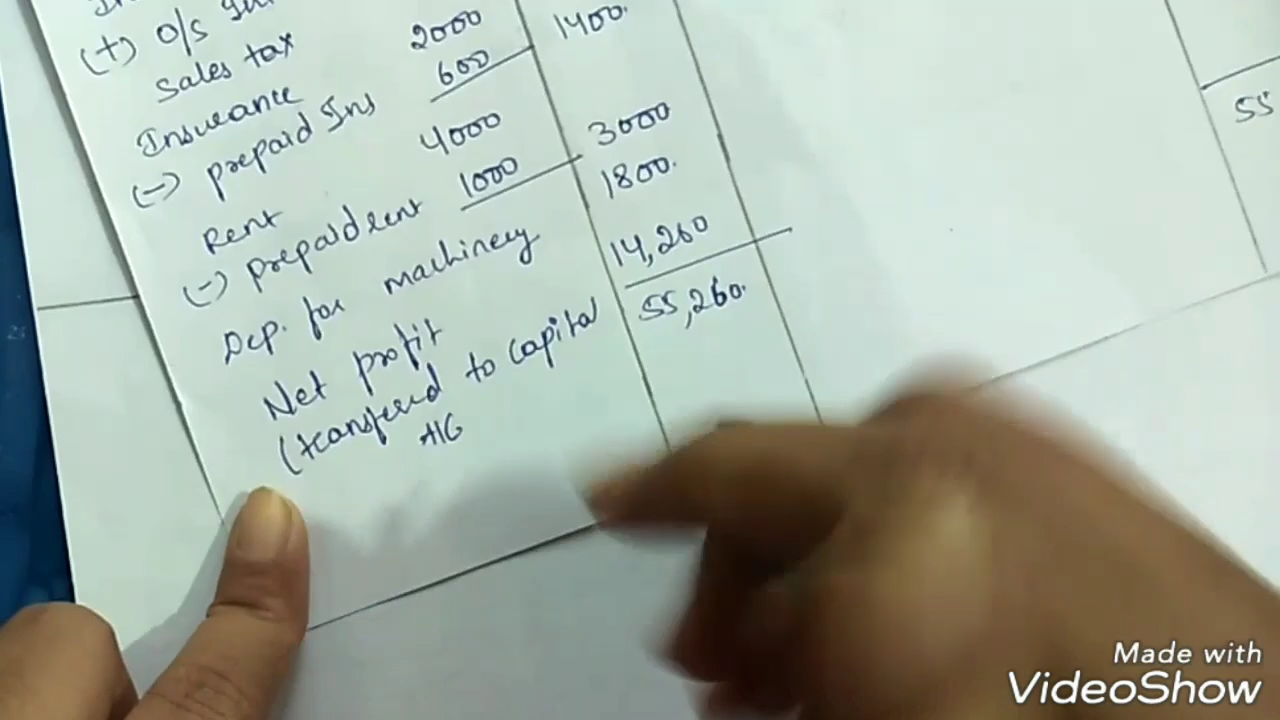 (+) o/s
Sales tax
Insurance 2000
(-) prepaid Ins 600 1400.
Rent 4000
(-) prepaid rent 1000 3000
Dep. for machinery 1800.
Net profit 14,260
(transfered to capital 55,260.
A/C
55
Made with
VideoShow